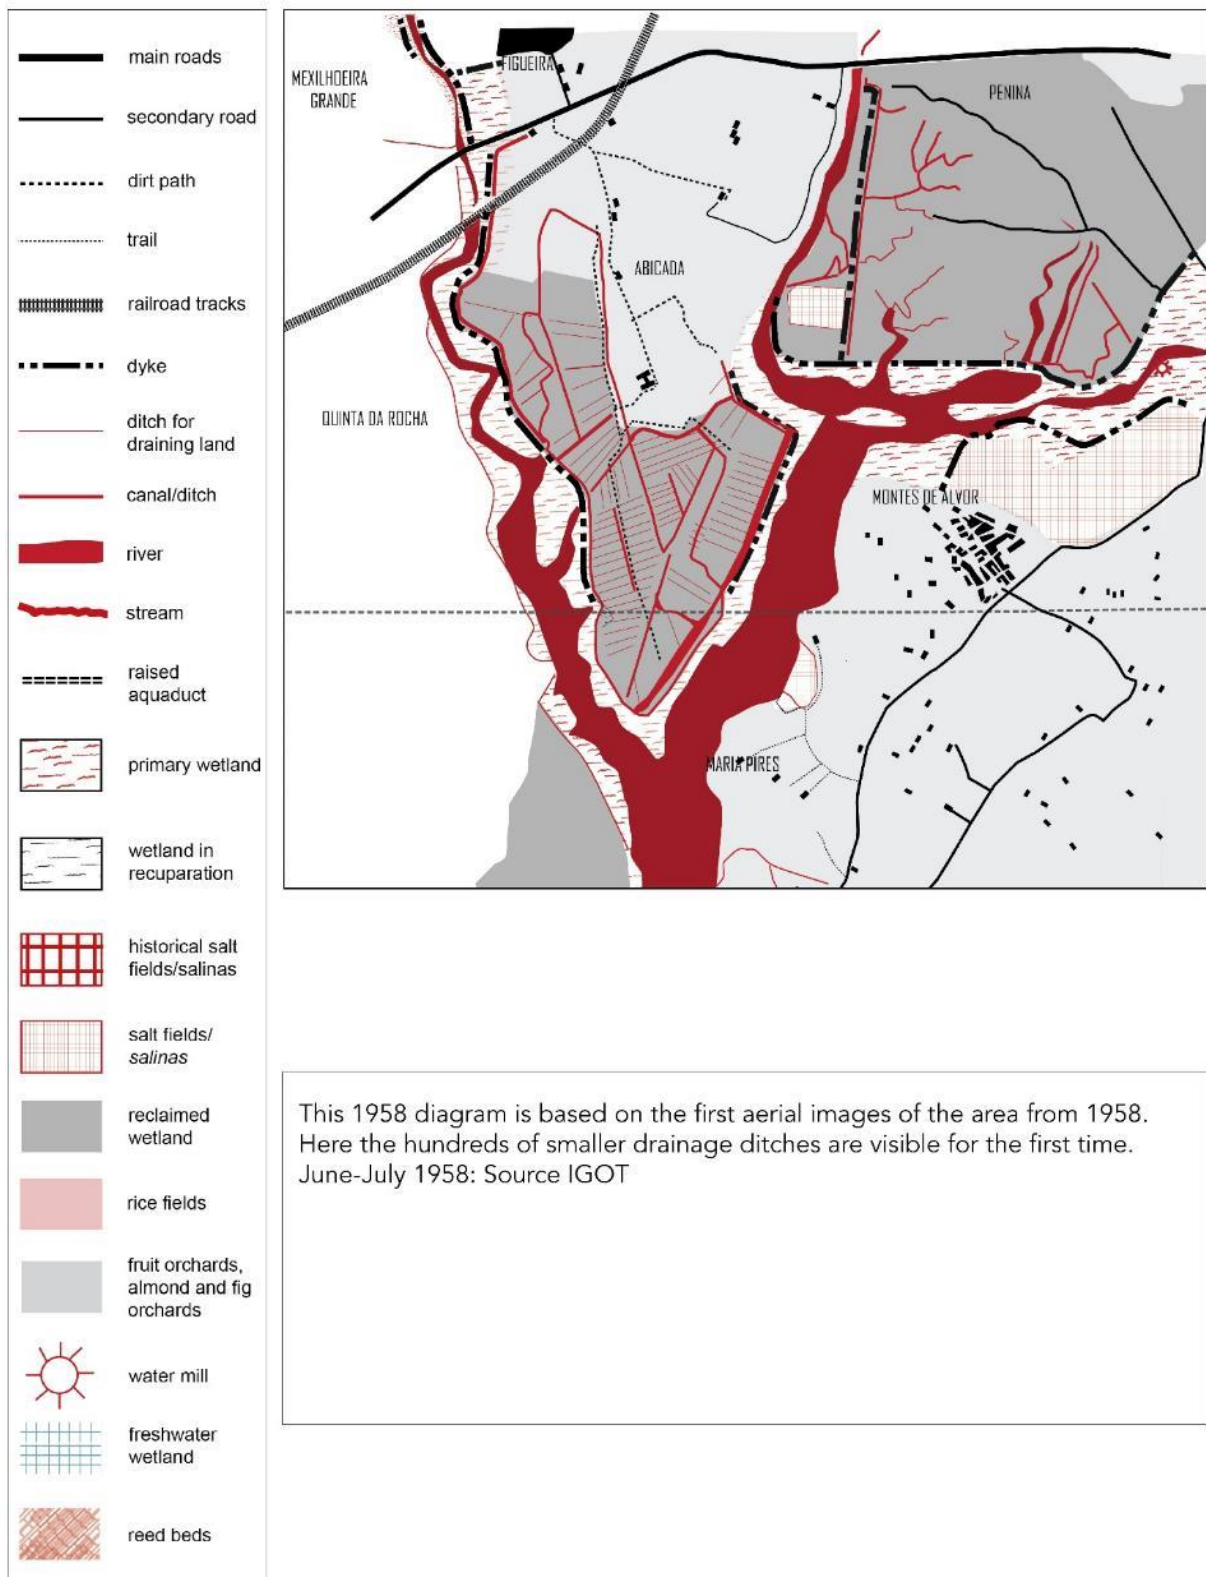 main roads
secondary road
dirt path
trail
railroad tracks
dyke
ditch for
draining land
canal/ditch
river
stream
raised
aquaduct
primary wetland
wetland in
recuparation
historical salt
fields/salinas
salt fields/
salinas
reclaimed
wetland
rice fields
fruit orchards,
almond and fig
orchards
water mill
freshwater
wetland
reed beds
FIGUEIRA
MEXILHOEIRA
GRANDE
PENINA
ABICADA
QUINTA DA ROCHA
MONTES DE ALVOR
MARIA PIRES
This 1958 diagram is based on the first aerial images of the area from 1958.
Here the hundreds of smaller drainage ditches are visible for the first time.
June-July 1958: Source IGOT